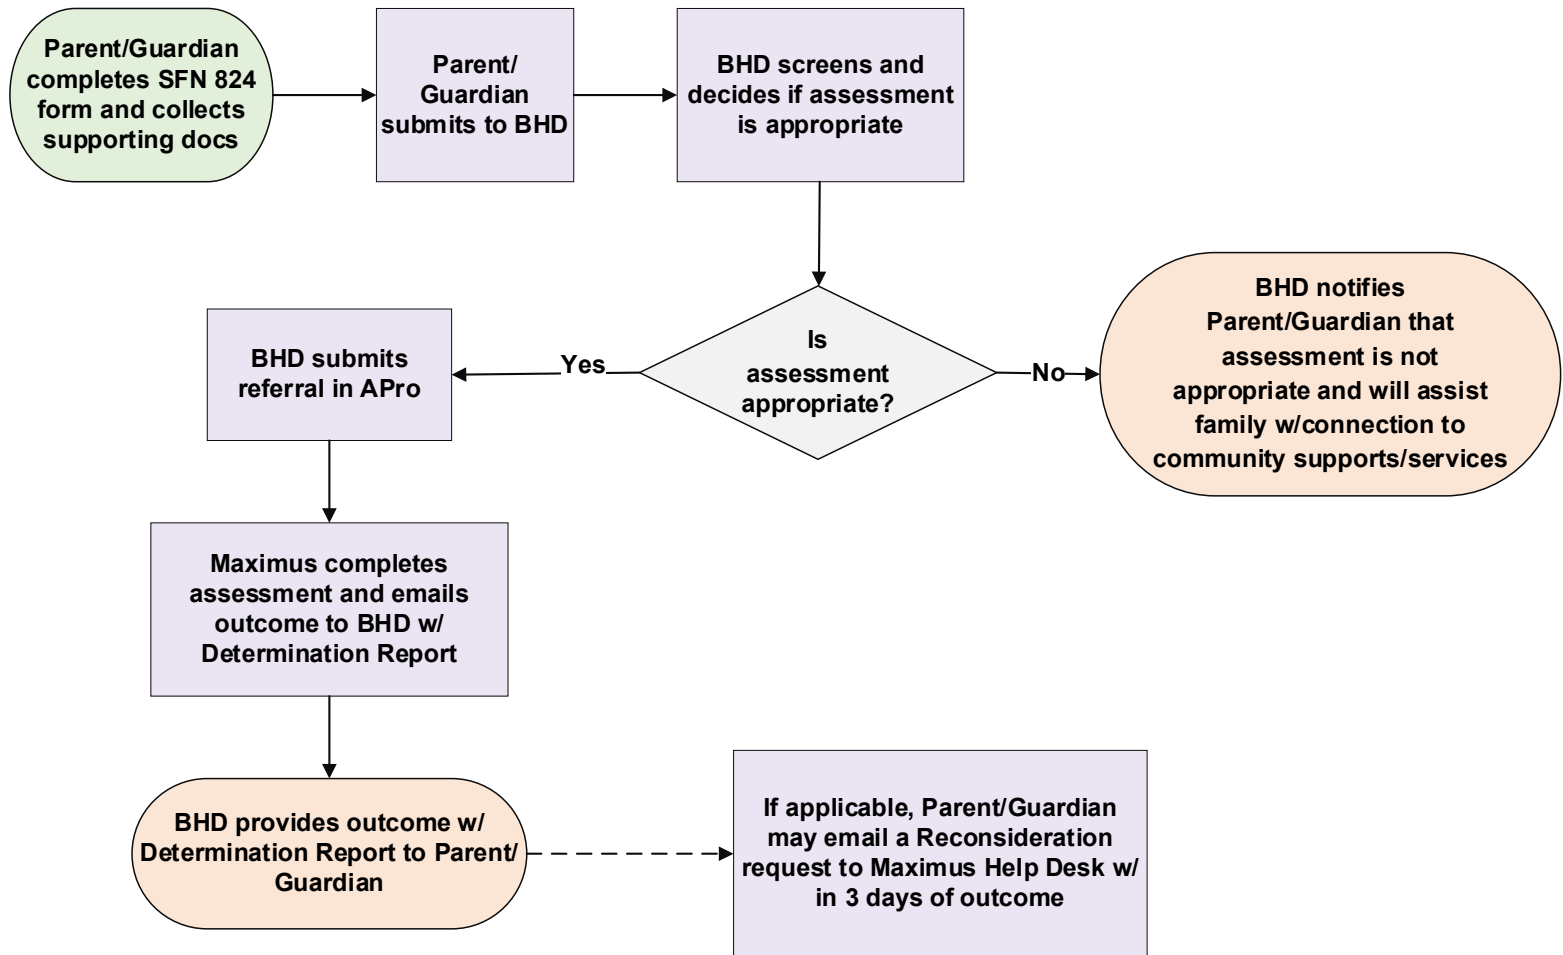 Parent/Guardian
completes SFN 824
form and collects
supporting docs
Parent/
Guardian
submits to BHD
BHD screens and
decides if assessment
is appropriate
Is
assessment
appropriate?
Yes
No
BHD notifies
Parent/Guardian that
assessment is not
appropriate and will assist
family w/connection to
community supports/services
BHD submits
referral in APro
Maximus completes
assessment and emails
outcome to BHD w/
Determination Report
BHD provides outcome w/
Determination Report to Parent/
Guardian
If applicable, Parent/Guardian
may email a Reconsideration
request to Maximus Help Desk w/
in 3 days of outcome